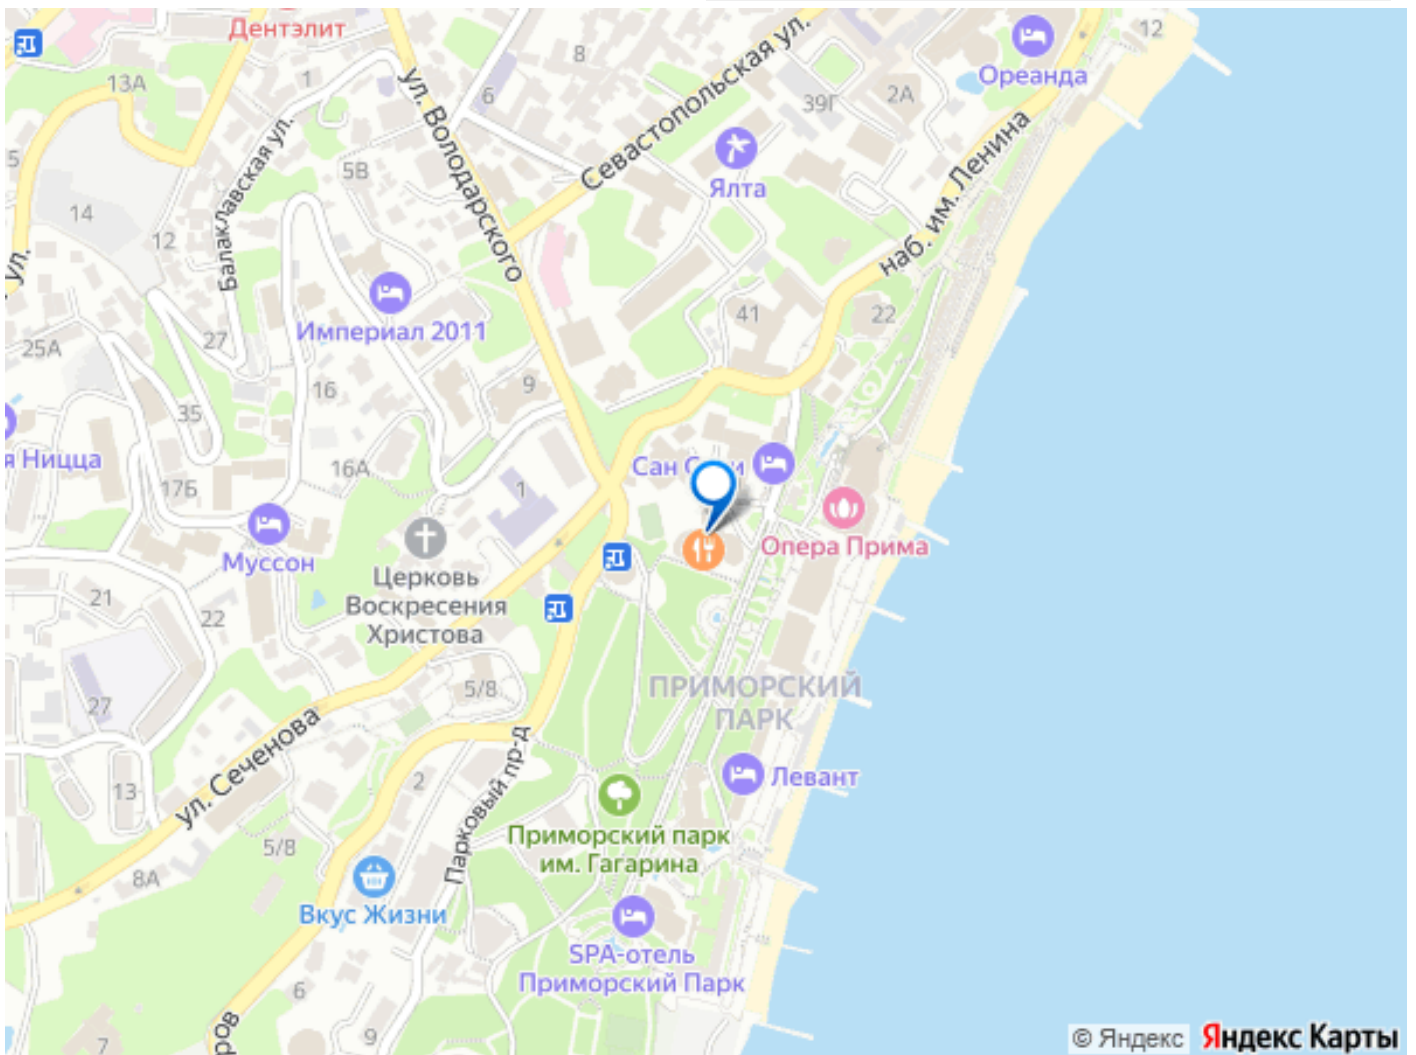 12
Дентэлит
8
Ореанда
13А
1
6
39Г
2А
ул. Володарского
Севастопольская ул.
наб. им. Ленина
5
5В
Ялта
14
Балаклавская ул.
12
ул.
Империал 2011
41
22
27
25А
16
9
35
я Ницца
16А
17Б
1
Сан
Опера Прима
Муссон
Церковь
Воскресения
Христова
21
22
27
5/8
ПРИМОРСКИЙ
ПАРК
ул. Сеченова
Парковый пр-д
2
Левант
13
Приморский парк
им. Гагарина
5/8
8А
Вкус Жизни
SPA-отель
Приморский Парк
6
ров
9
7
© Яндекс Яндекс Карты